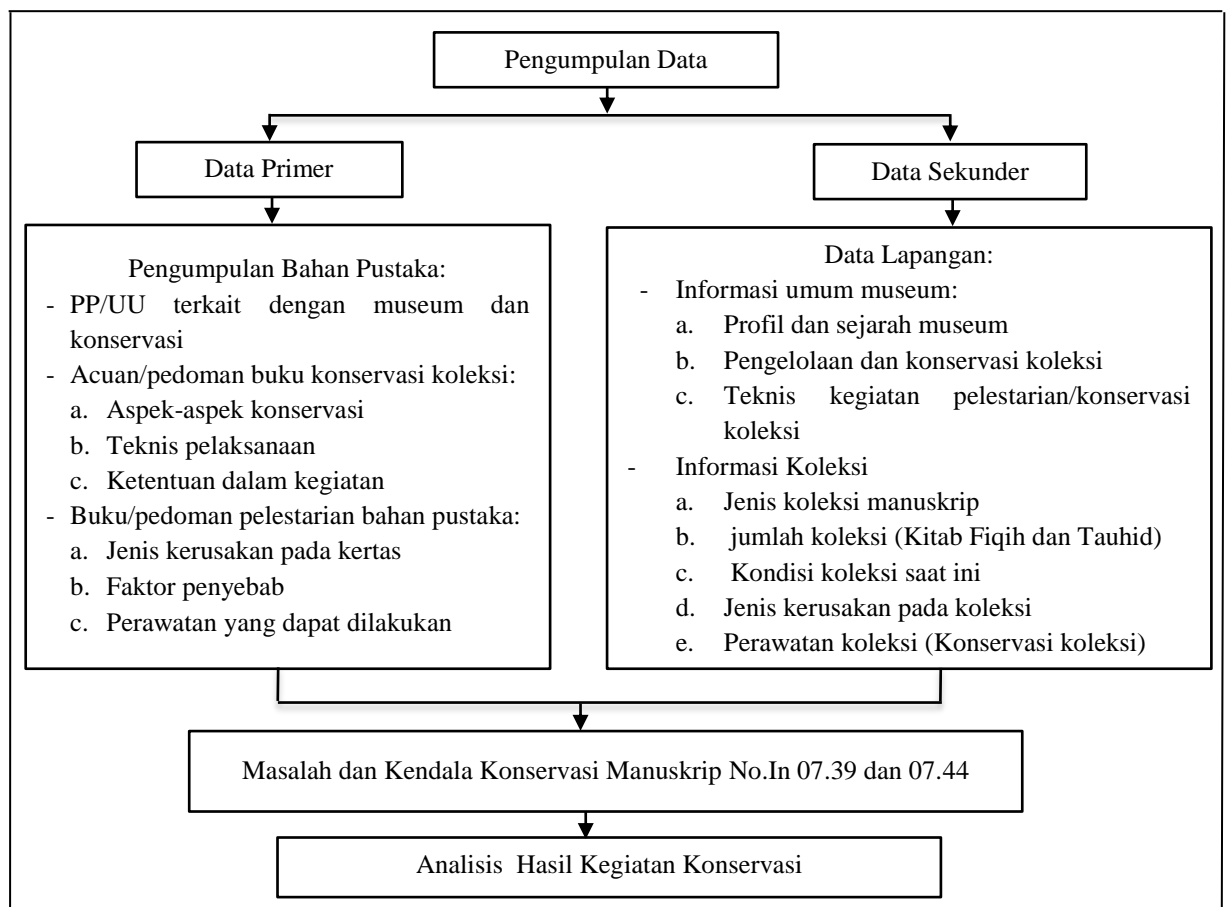 Pengumpulan Data
Data Primer
Data Sekunder
Pengumpulan Bahan Pustaka:
- PP/UU terkait dengan museum dan
konservasi
- Acuan/pedoman buku konservasi koleksi:
a. Aspek-aspek konservasi
b. Teknis pelaksanaan
c. Ketentuan dalam kegiatan
- Buku/pedoman pelestarian bahan pustaka:
a. Jenis kerusakan pada kertas
b. Faktor penyebab
c. Perawatan yang dapat dilakukan
Data Lapangan:
- Informasi umum museum:
a. Profil dan sejarah museum
b. Pengelolaan dan konservasi koleksi
c. Teknis kegiatan pelestarian/konservasi
koleksi
- Informasi Koleksi
a. Jenis koleksi manuskrip
b. jumlah koleksi (Kitab Fiqih dan Tauhid)
c. Kondisi koleksi saat ini
d. Jenis kerusakan pada koleksi
e. Perawatan koleksi (Konservasi koleksi)
Masalah dan Kendala Konservasi Manuskrip No.In 07.39 dan 07.44
Analisis Hasil Kegiatan Konservasi